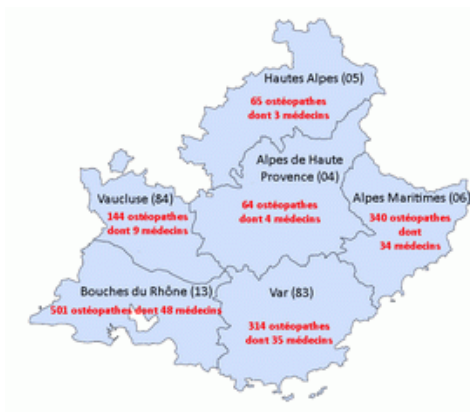 Hautes Alpes (05)
65 ostéopathes
dont 3 médecins
Alpes de Haute
Provence (04)
64 ostéopathes
dont 4 médecins
Vaucluse (84)
144 ostéopathes
dont 9 médecins
Alpes Maritimes (06)
340 ostéopathes
dont
34 médecins
Bouches du Rhône (13)
501 ostéopathes dont 48 médecins
Var (83)
314 ostéopathes
dont 35 médecins